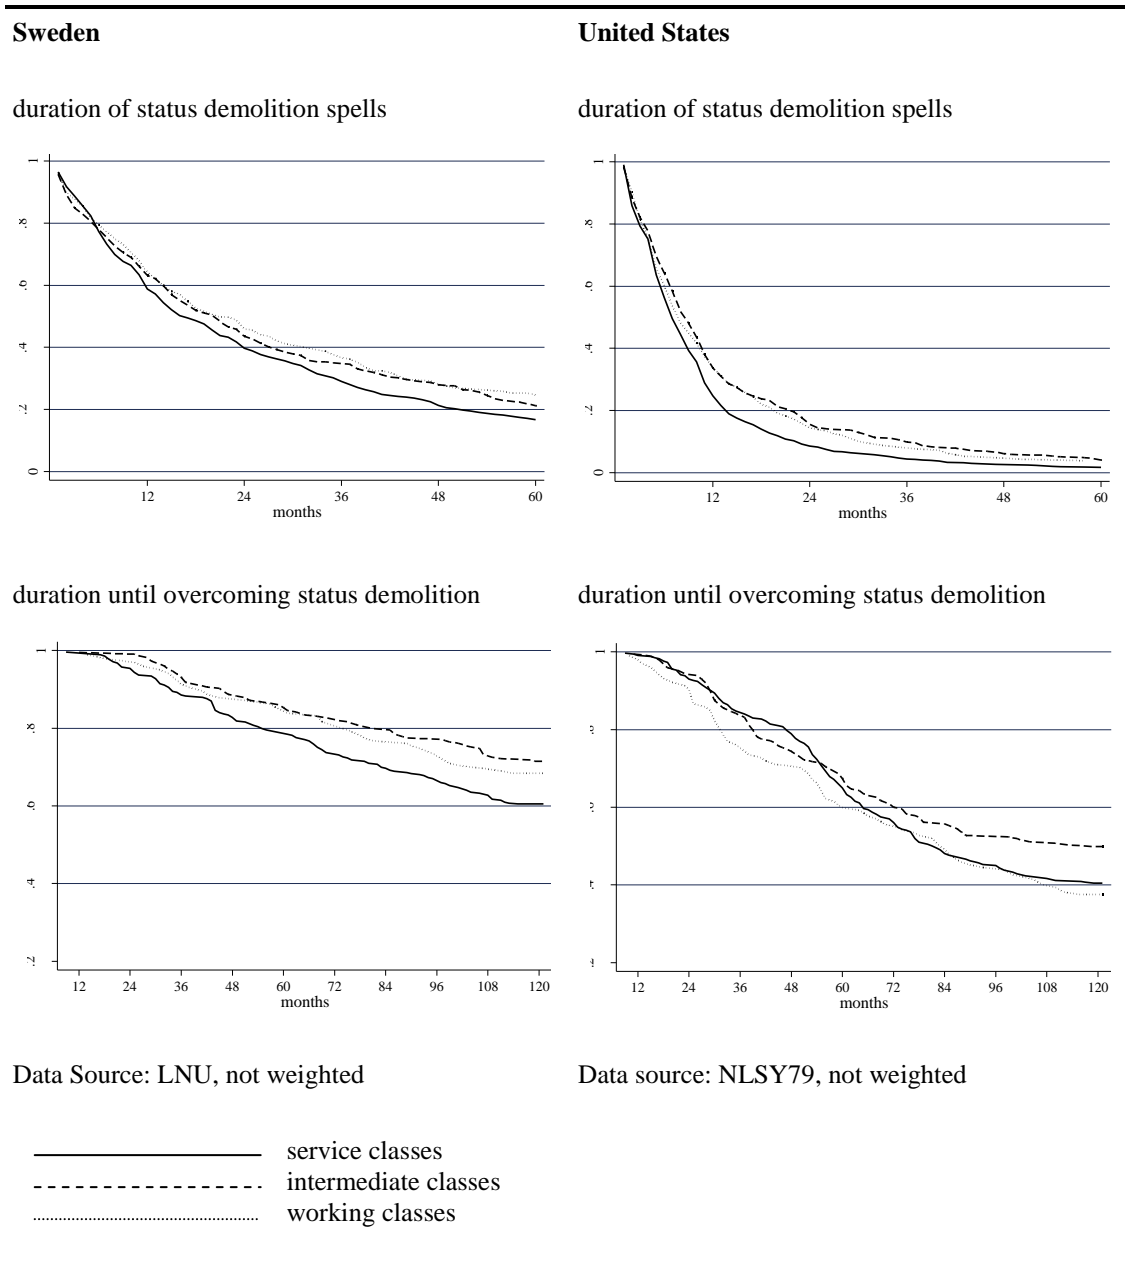 Sweden
United States
duration of status demolition spells
duration of status demolition spells
1
.8
.6
.4
.2
0
12 24 36 48 60
months
1
.8
.6
.4
.2
0
12 24 36 48 60
months
duration until overcoming status demolition
duration until overcoming status demolition
1
.8
.6
.4
.2
12 24 36 48 60 72 84 96 108 120
months
1
12 24 36 48 60 72 84 96 108 120
months
Data Source: LNU, not weighted
Data source: NLSY79, not weighted
service classes
intermediate classes
working classes